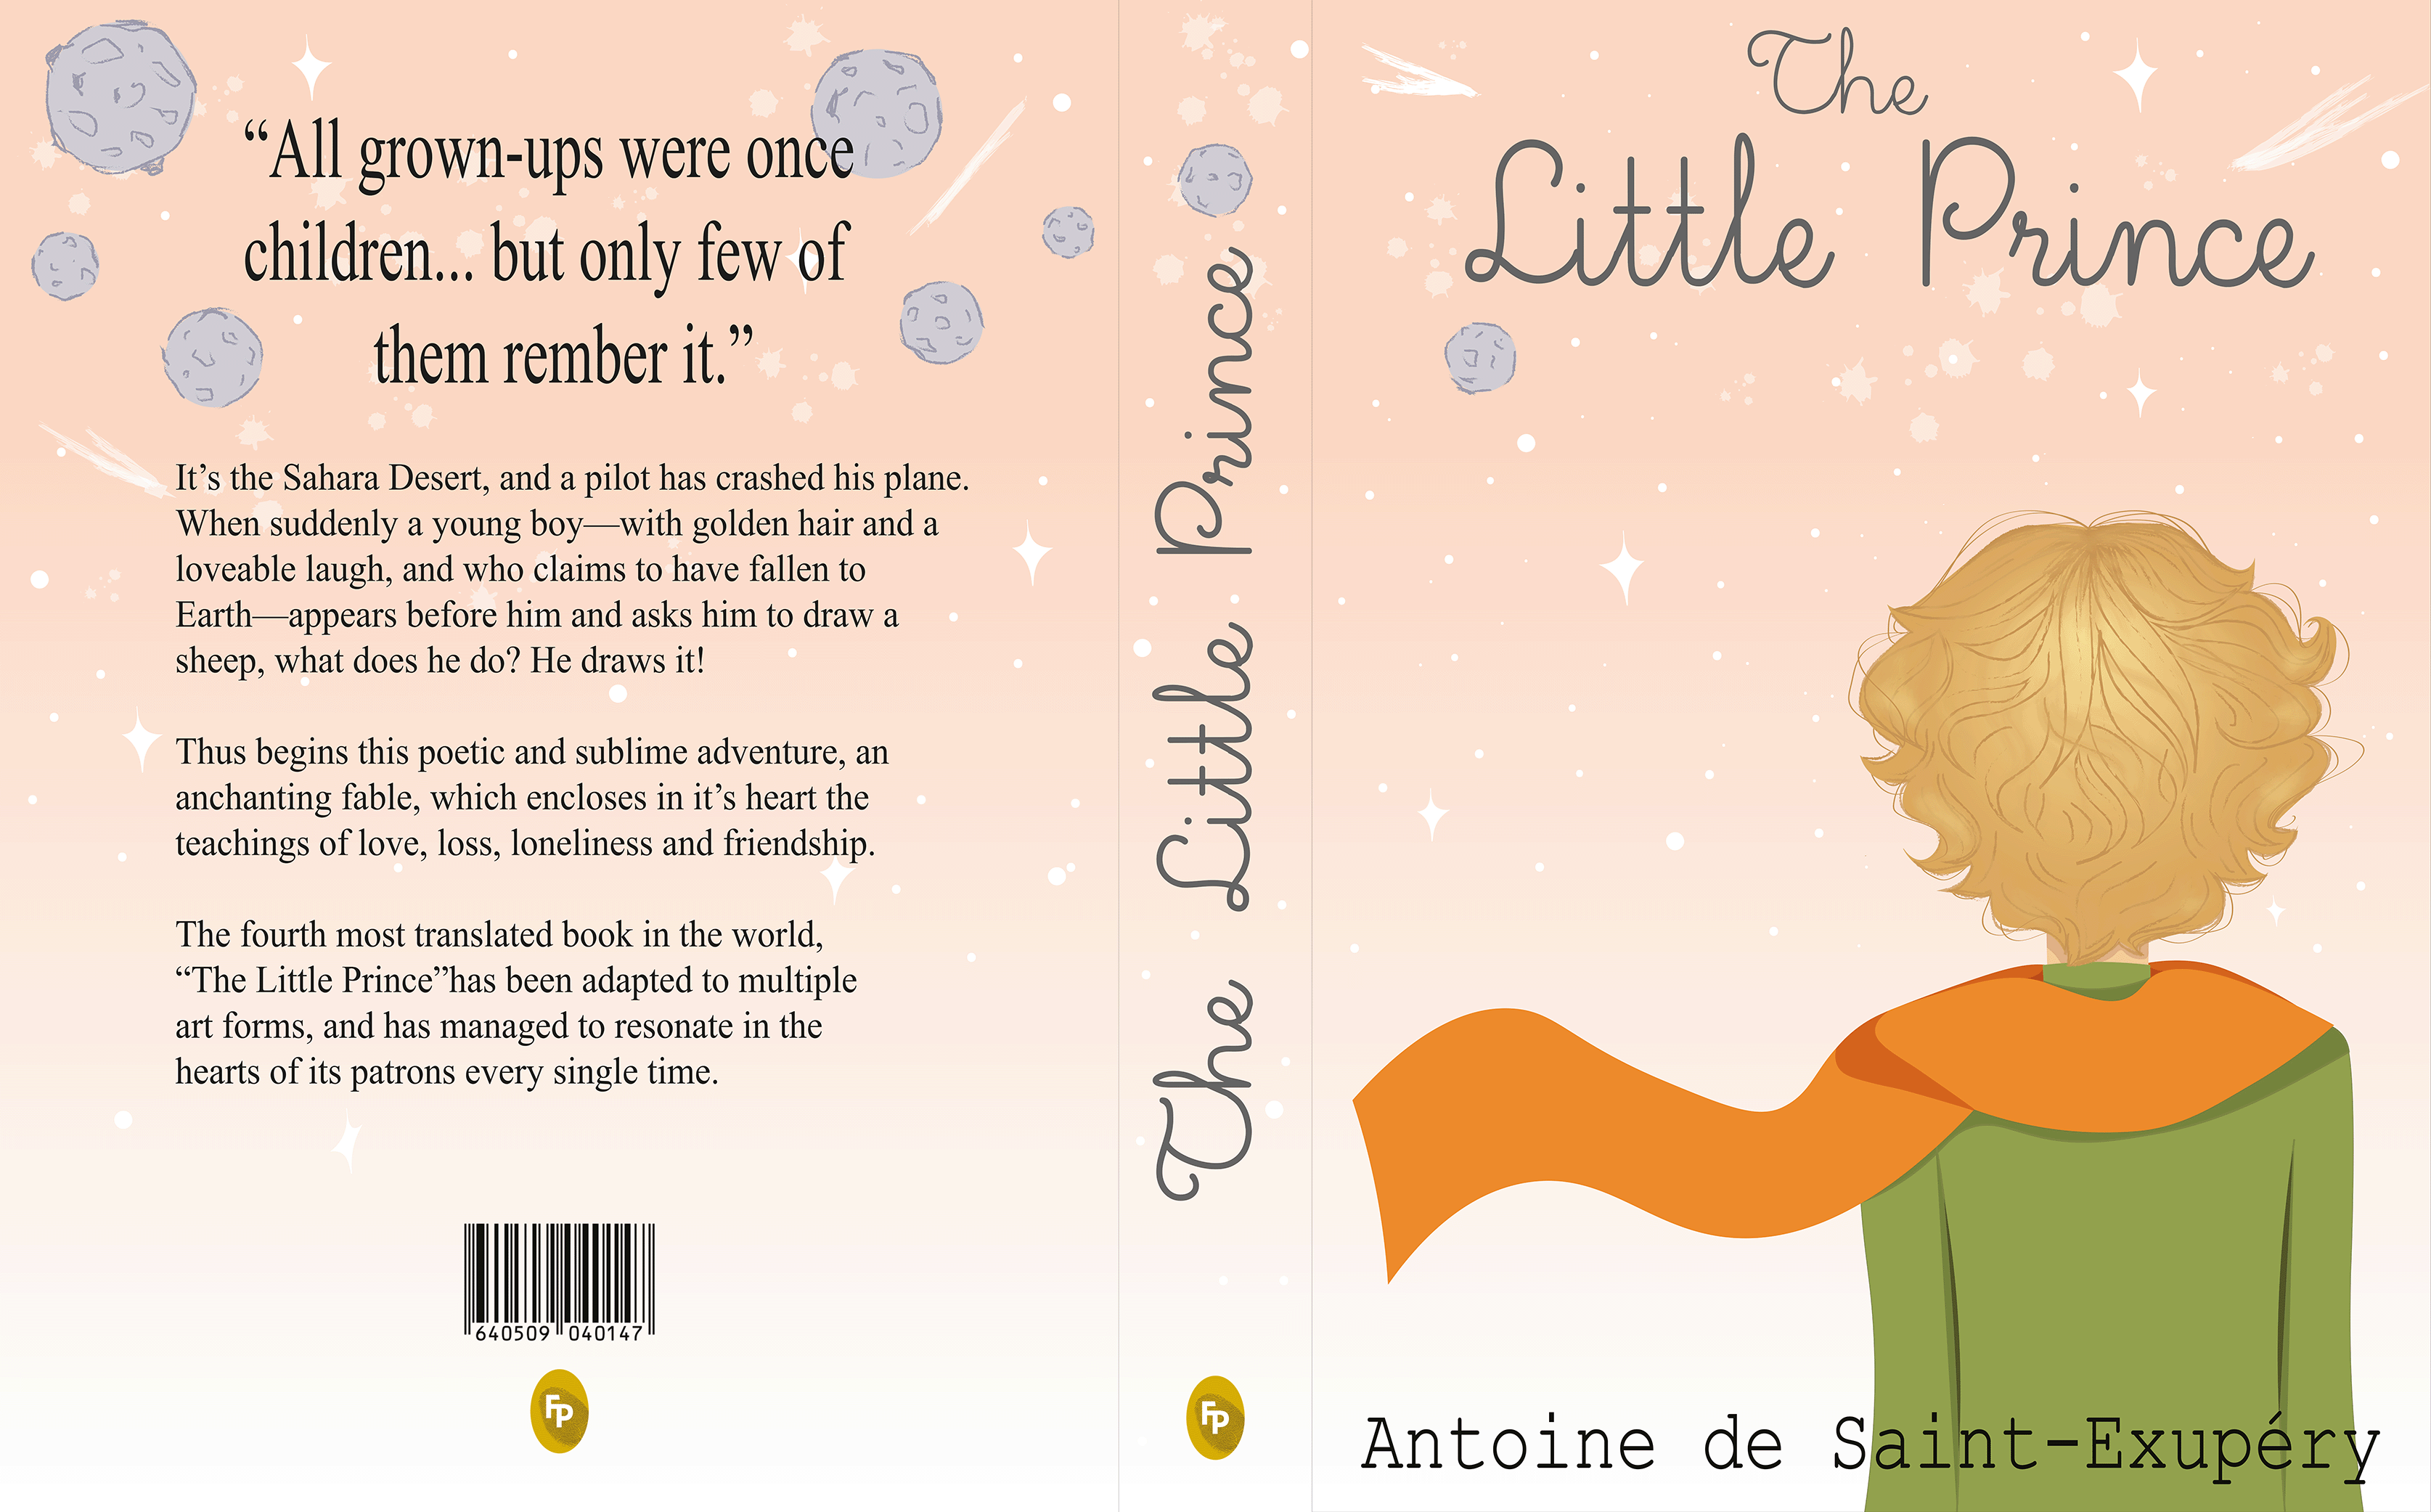 “All grown-ups were once
children... but only few of
them rember it.”
It’s the Sahara Desert, and a pilot has crashed his plane.
When suddenly a young boy—with golden hair and a
loveable laugh, and who claims to have fallen to
Earth—appears before him and asks him to draw a
sheep, what does he do? He draws it!
Thus begins this poetic and sublime adventure, an
anchanting fable, which encloses in it’s heart the
teachings of love, loss, loneliness and friendship.
The fourth most translated book in the world,
“The Little Prince”has been adapted to multiple
art forms, and has managed to resonate in the
hearts of its patrons every single time.
640509 040147
FP
The Little Prince
FP
The
Little Prince
Antoine de Saint-Exupéry